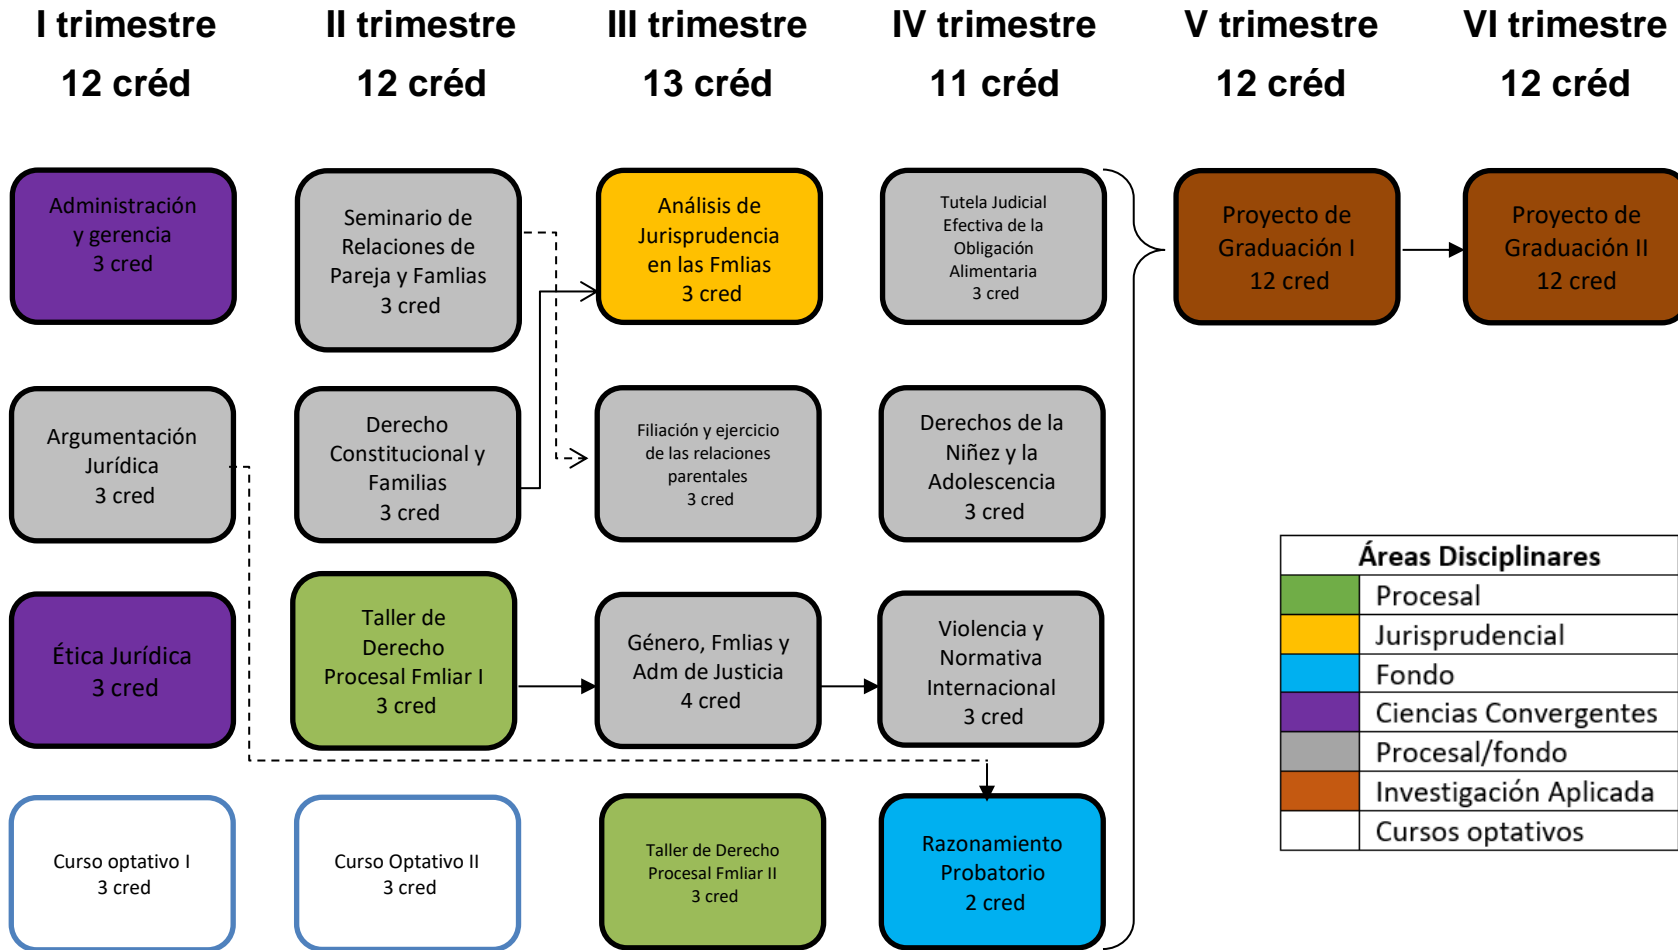 I trimestre
12 créd
II trimestre
12 créd
III trimestre
13 créd
IV trimestre
11 créd
V trimestre
12 créd
VI trimestre
12 créd
Administración
y gerencia
3 cred
Seminario de
Relaciones de
Pareja y Famlias
3 cred
Análisis de
Jurisprudencia
en las Fmlias
3 cred
Tutela Judicial
Efectiva de la
Obligación
Alimentaria
3 cred
Proyecto de
Graduación I
12 cred
Proyecto de
Graduación II
12 cred
Argumentación
Jurídica
3 cred
Derecho
Constitucional y
Familias
3 cred
Filiación y ejercicio
de las relaciones
parentales
3 cred
Derechos de la
Niñez y la
Adolescencia
3 cred
Ética Jurídica
3 cred
Taller de
Derecho
Procesal Fmliar I
3 cred
Género, Fmlias y
Adm de Justicia
4 cred
Violencia y
Normativa
Internacional
3 cred
Curso optativo I
3 cred
Curso Optativo II
3 cred
Taller de Derecho
Procesal Fmliar II
3 cred
Razonamiento
Probatorio
2 cred
Áreas Disciplinares
Procesal
Jurisprudencial
Fondo
Ciencias Convergentes
Procesal/fondo
Investigación Aplicada
Cursos optativos